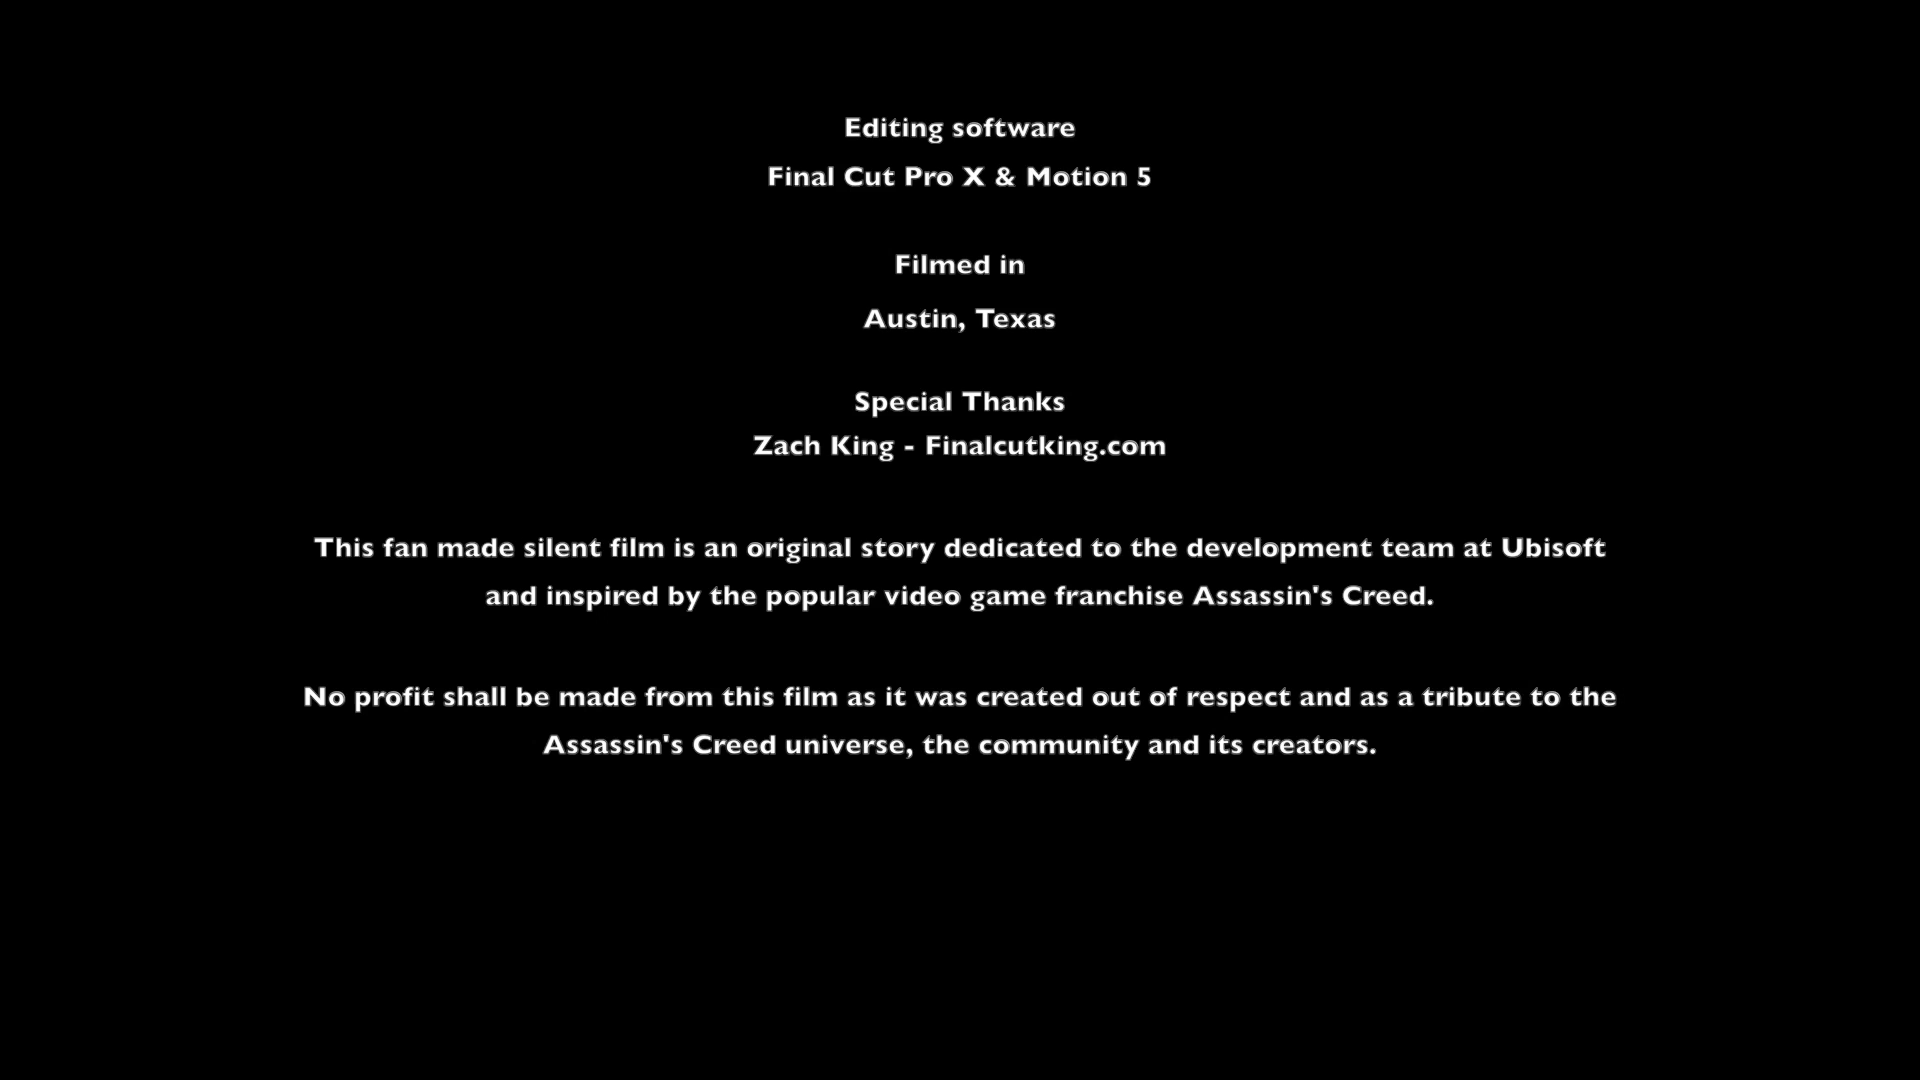 Editing software
Final Cut Pro X & Motion 5
Filmed in
Austin, Texas
Special Thanks
Zach King - Finalcutking.com
This fan made silent film is an original story dedicated to the development team at Ubisoft
and inspired by the popular video game franchise Assassin's Creed.
No profit shall be made from this film as it was created out of respect and as a tribute to the
Assassin's Creed universe, the community and its creators.